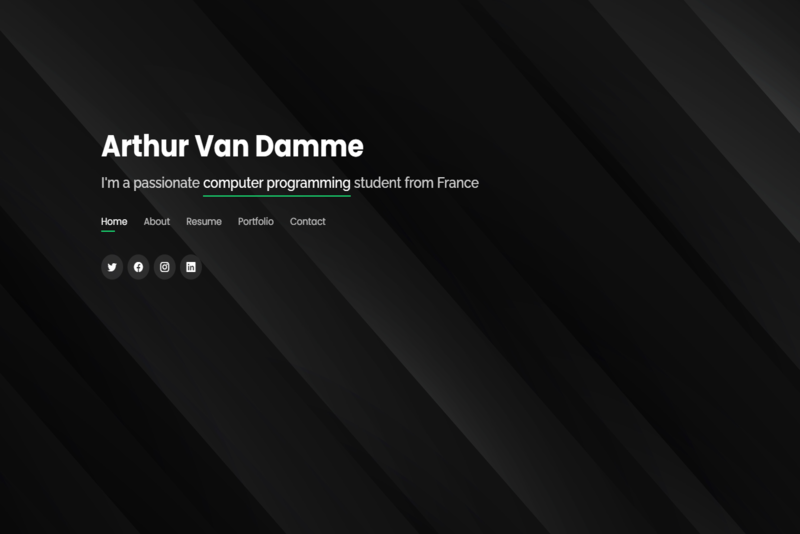 Arthur Van Damme
I'm a passionate computer programming student from France
Home About Resume Portfolio Contact